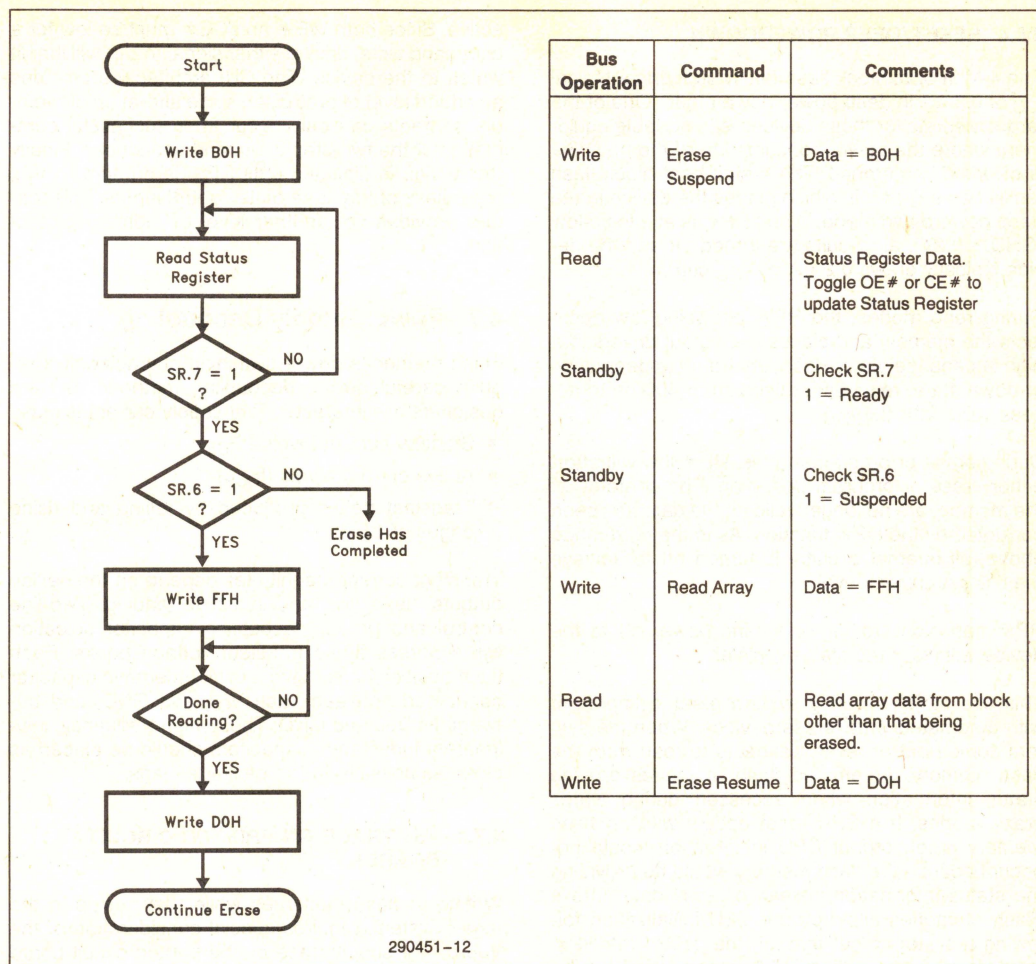 Start
Write B0H
Read Status
Register
SR.7 = 1
?
NO
YES
SR.6 = 1
?
NO
Erase Has
Completed
YES
Write FFH
Done
Reading?
NO
YES
Write D0H
Continue Erase
290451-12
Bus
Operation
Command
Comments
Write
Erase
Suspend
Data = B0H
Read
Status Register Data.
Toggle OE# or CE# to
update Status Register
Standby
Check SR.7
1 = Ready
Standby
Check SR.6
1 = Suspended
Write
Read Array
Data = FFH
Read
Read array data from block
other than that being
erased.
Write
Erase Resume
Data = D0H